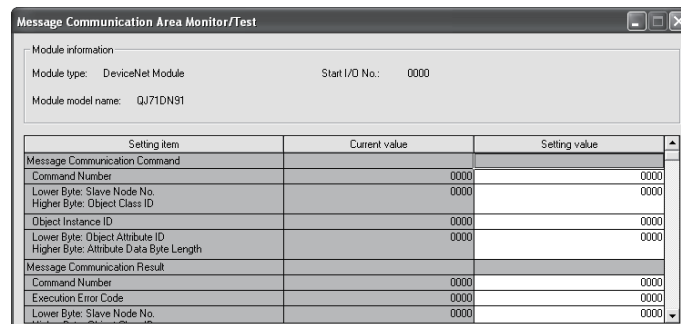 Message Communication Area Monitor/Test
Module information
Module type: DeviceNet Module Start I/O No.: 0000
Module model name: QJ71DN91
Setting item Current value Setting value
Message Communication Command
Command Number 0000 0000
Lower Byte: Slave Node No. 0000 0000
Higher Byte: Object Class ID
Object Instance ID 0000 0000
Lower Byte: Object Attribute ID 0000 0000
Higher Byte: Attribute Data Byte Length
Message Communication Result
Command Number 0000 0000
Execution Error Code 0000 0000
Lower Byte: Slave Node No. 0000 0000